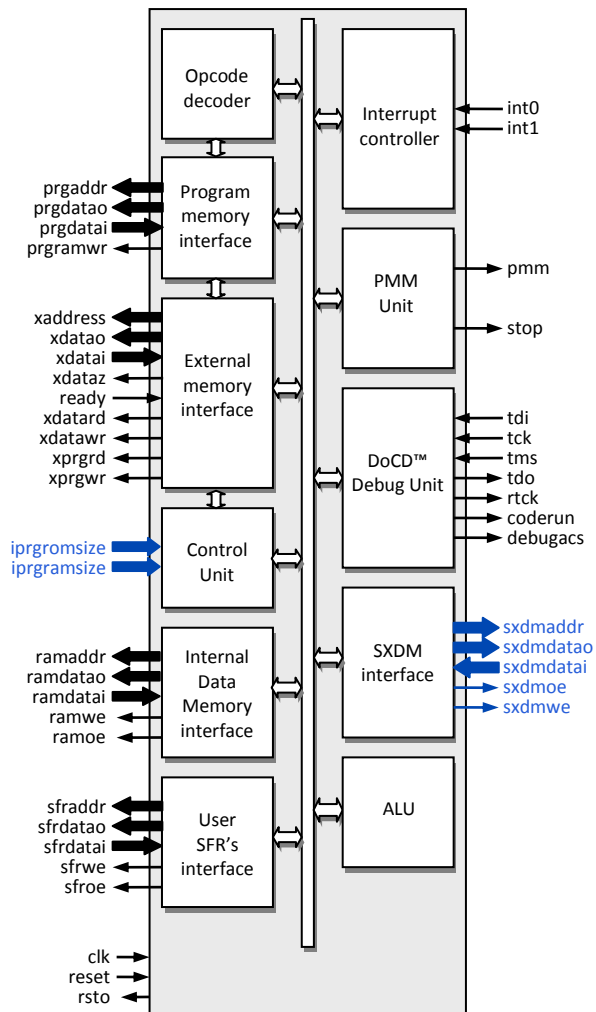 Opcode
decoder
Interrupt
controller
int0
int1
prgaddr
prgdatao
prgdatai
prgramwr
Program
memory
interface
PMM
Unit
pmm
stop
xaddress
xdatao
xdatai
xdataz
ready
xdatard
xdatawr
xprgrd
xprgwr
External
memory
interface
DoCD™
Debug Unit
tdi
tck
tms
tdo
rtck
coderun
debugacs
iprgromsize
iprgramsize
Control
Unit
SXDM
interface
sxdmaddr
sxdmdatao
sxdmdatai
sxdmoe
sxdmwe
ramaddr
ramdatao
ramdatai
ramwe
ramoe
Internal
Data
Memory
interface
ALU
sfraddr
sfrdatao
sfrdatai
sfrwe
sfroe
User
SFR's
interface
clk
reset
rsto